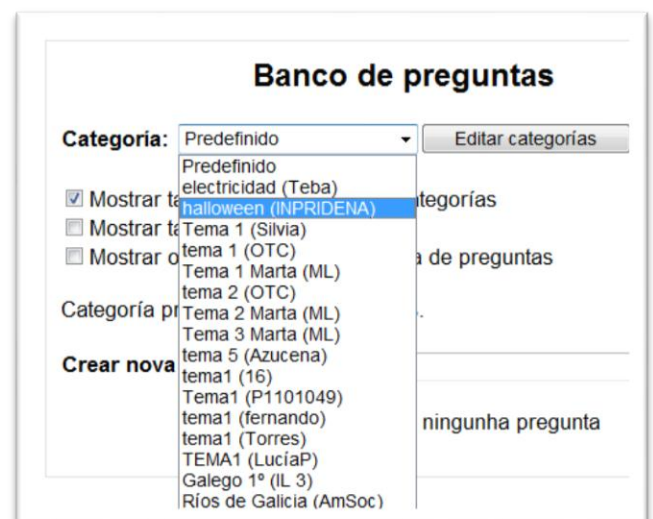 Banco de preguntas
Categoría: Predefinido Editar categorías
Predefinido
electricidad (Teba)
Mostrar ta tegorías
halloween (INPRIDENA)
Mostrar ta
Tema 1 (Silvia)
tema 1 (OTC)
Mostrar o a de preguntas
Tema 1 Marta (ML)
tema 2 (OTC)
Categoría pr .
Tema 2 Marta (ML)
Tema 3 Marta (ML)
tema 5 (Azucena)
Crear nova
tema1 (16)
Tema1 (P1101049)
tema1 (fernando)
ningunha pregunta
tema1 (Torres)
TEMA1 (LucíaP)
Galego 1º (IL 3)
Ríos de Galicia (AmSoc)